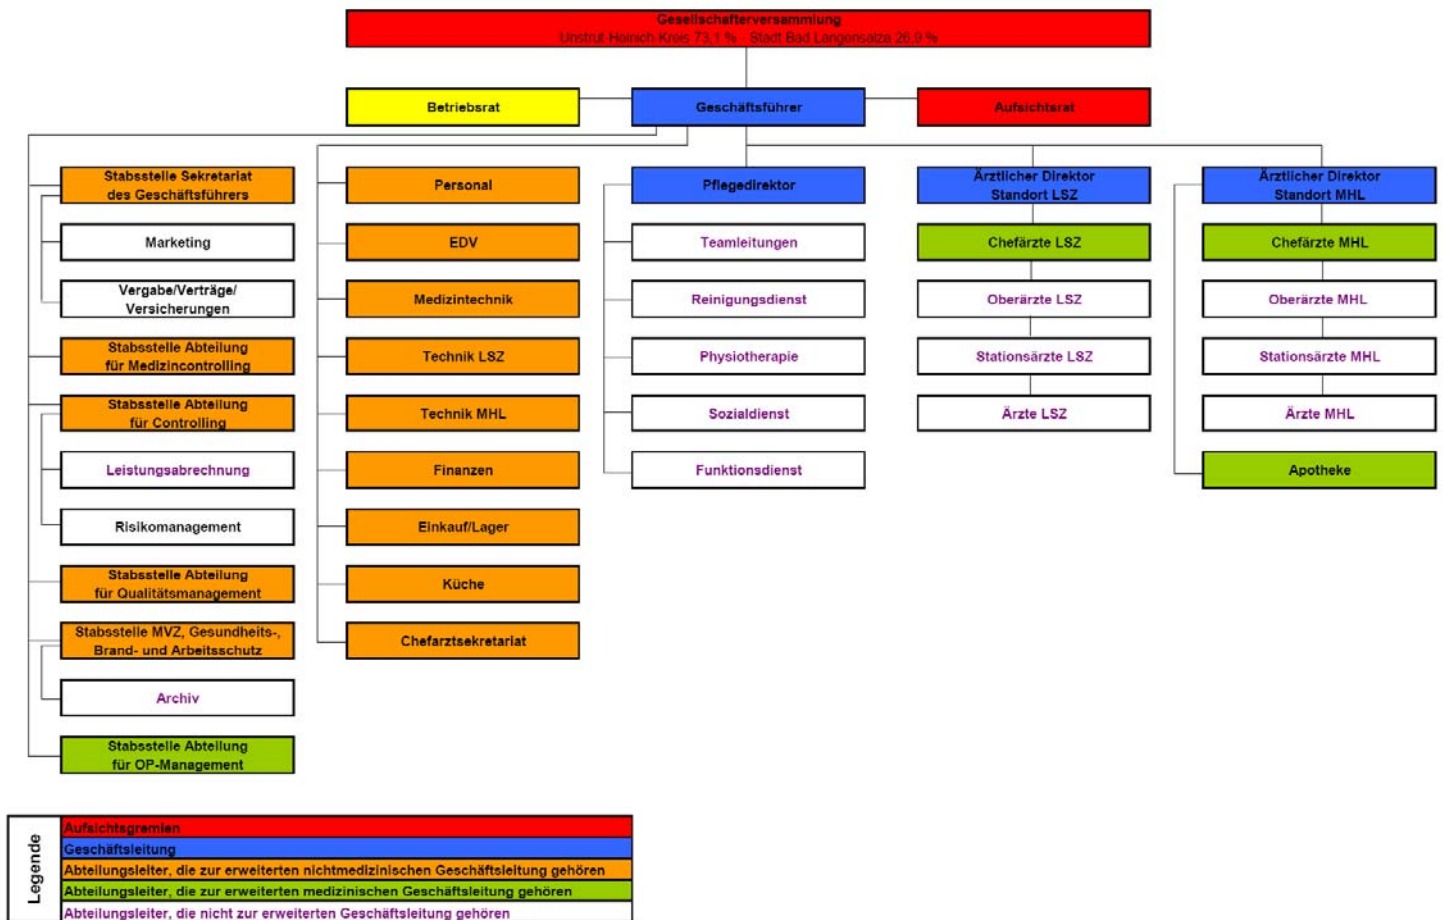 Gesellschafterversammlung
Unstrut-Hainich-Kreis 73,1 % - Stadt Bad Langensalza 26,9 %
Betriebsrat
Geschäftsführer
Aufsichtsrat
Stabsstelle Sekretariat
des Geschäftsführers
Marketing
Vergabe/Verträge/
Versicherungen
Stabsstelle Abteilung
für Medizincontrolling
Stabsstelle Abteilung
für Controlling
Leistungsabrechnung
Risikomanagement
Stabsstelle Abteilung
für Qualitätsmanagement
Stabsstelle MVZ, Gesundheits-,
Brand- und Arbeitsschutz
Archiv
Stabsstelle Abteilung
für OP-Management
Personal
EDV
Medizintechnik
Technik LSZ
Technik MHL
Finanzen
Einkauf/Lager
Küche
Chefarztsekretariat
Pflegedirektor
Teamleitungen
Reinigungsdienst
Physiotherapie
Sozialdienst
Funktionsdienst
Ärztlicher Direktor
Standort LSZ
Chefärzte LSZ
Oberärzte LSZ
Stationsärzte LSZ
Ärzte LSZ
Ärztlicher Direktor
Standort MHL
Chefärzte MHL
Oberärzte MHL
Stationsärzte MHL
Ärzte MHL
Apotheke
Legende
Aufsichtsgremien
Geschäftsleitung
Abteilungsleiter, die zur erweiterten nichtmedizinischen Geschäftsleitung gehören
Abteilungsleiter, die zur erweiterten medizinischen Geschäftsleitung gehören
Abteilungsleiter, die nicht zur erweiterten Geschäftsleitung gehören